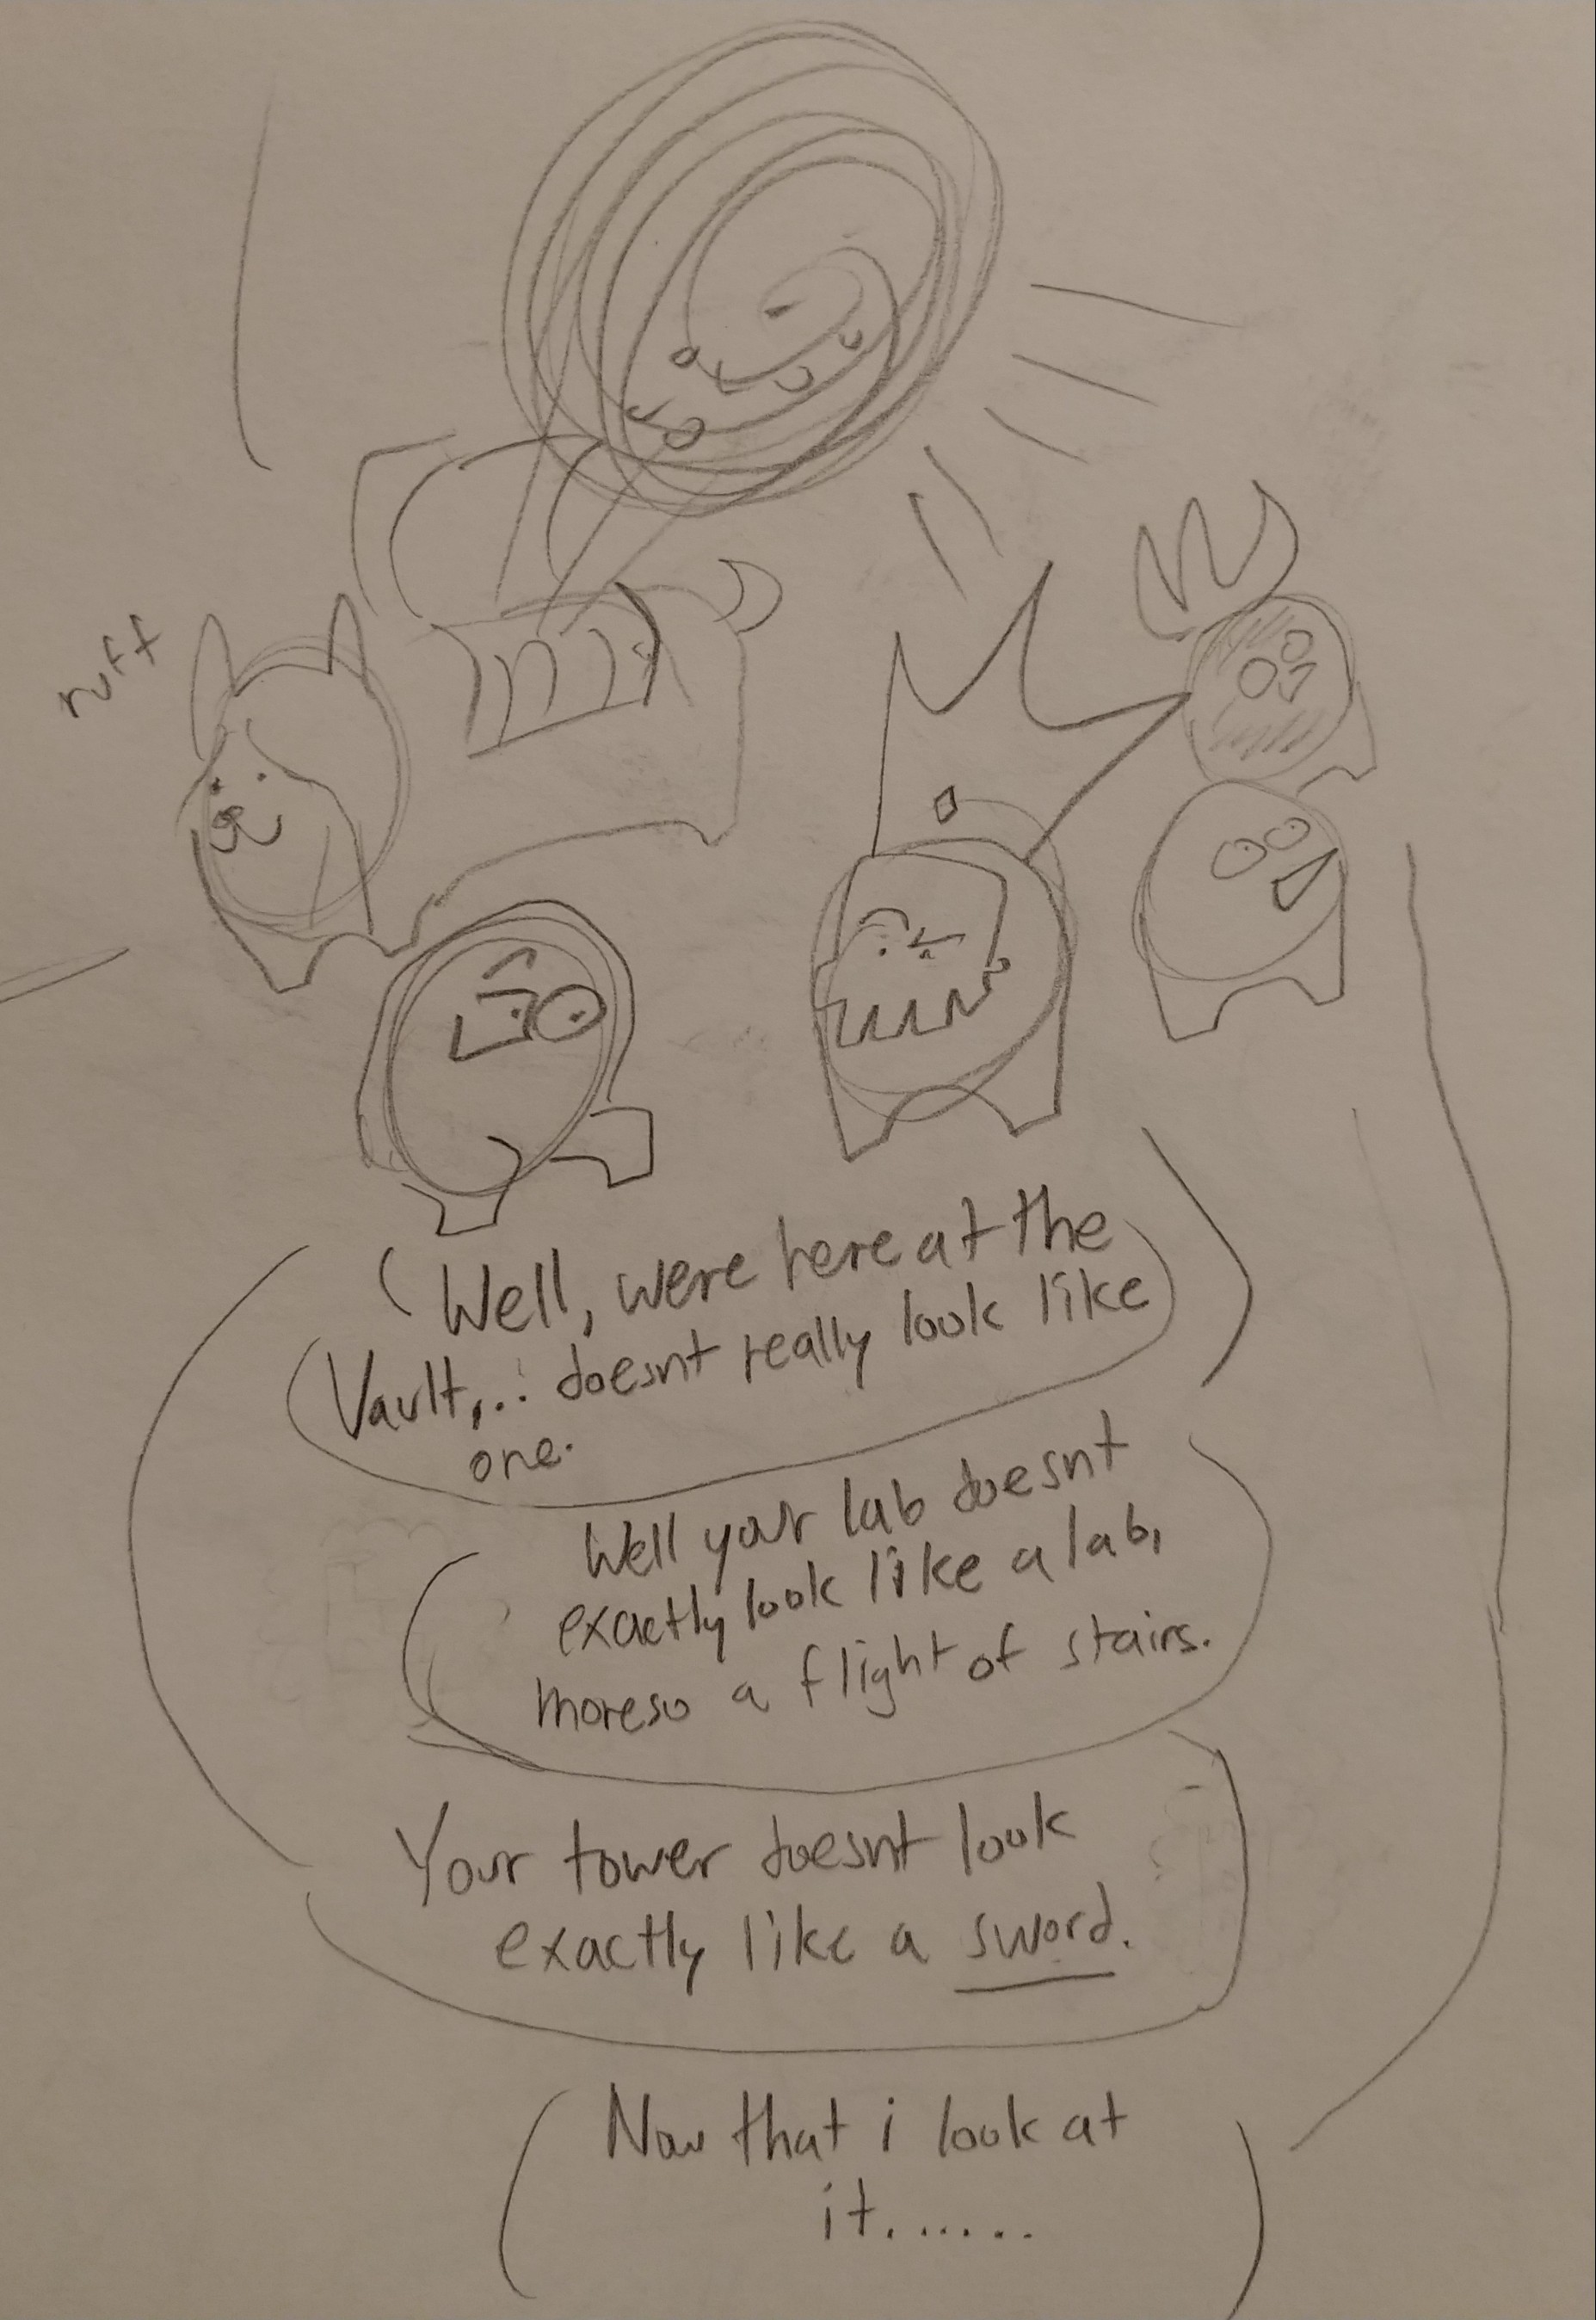 ruff
Well, were here at the
Vault,... doesnt really look like
one.
Well your lab doesnt
exactly look like a lab,
moreso a flight of stairs.
Your tower doesnt look
exactly like a sword.
Now that i look at
it.......